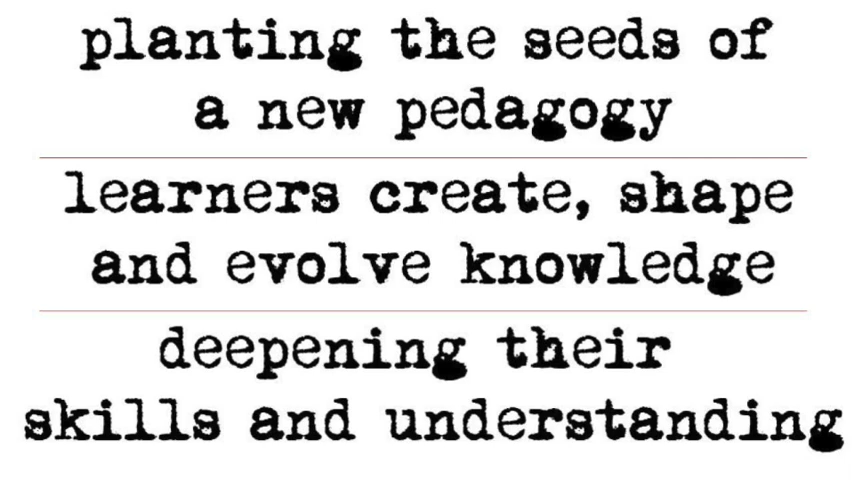 planting the seeds of
a new pedagogy
learners create, shape
and evolve knowledge
deepening their
skills and understanding